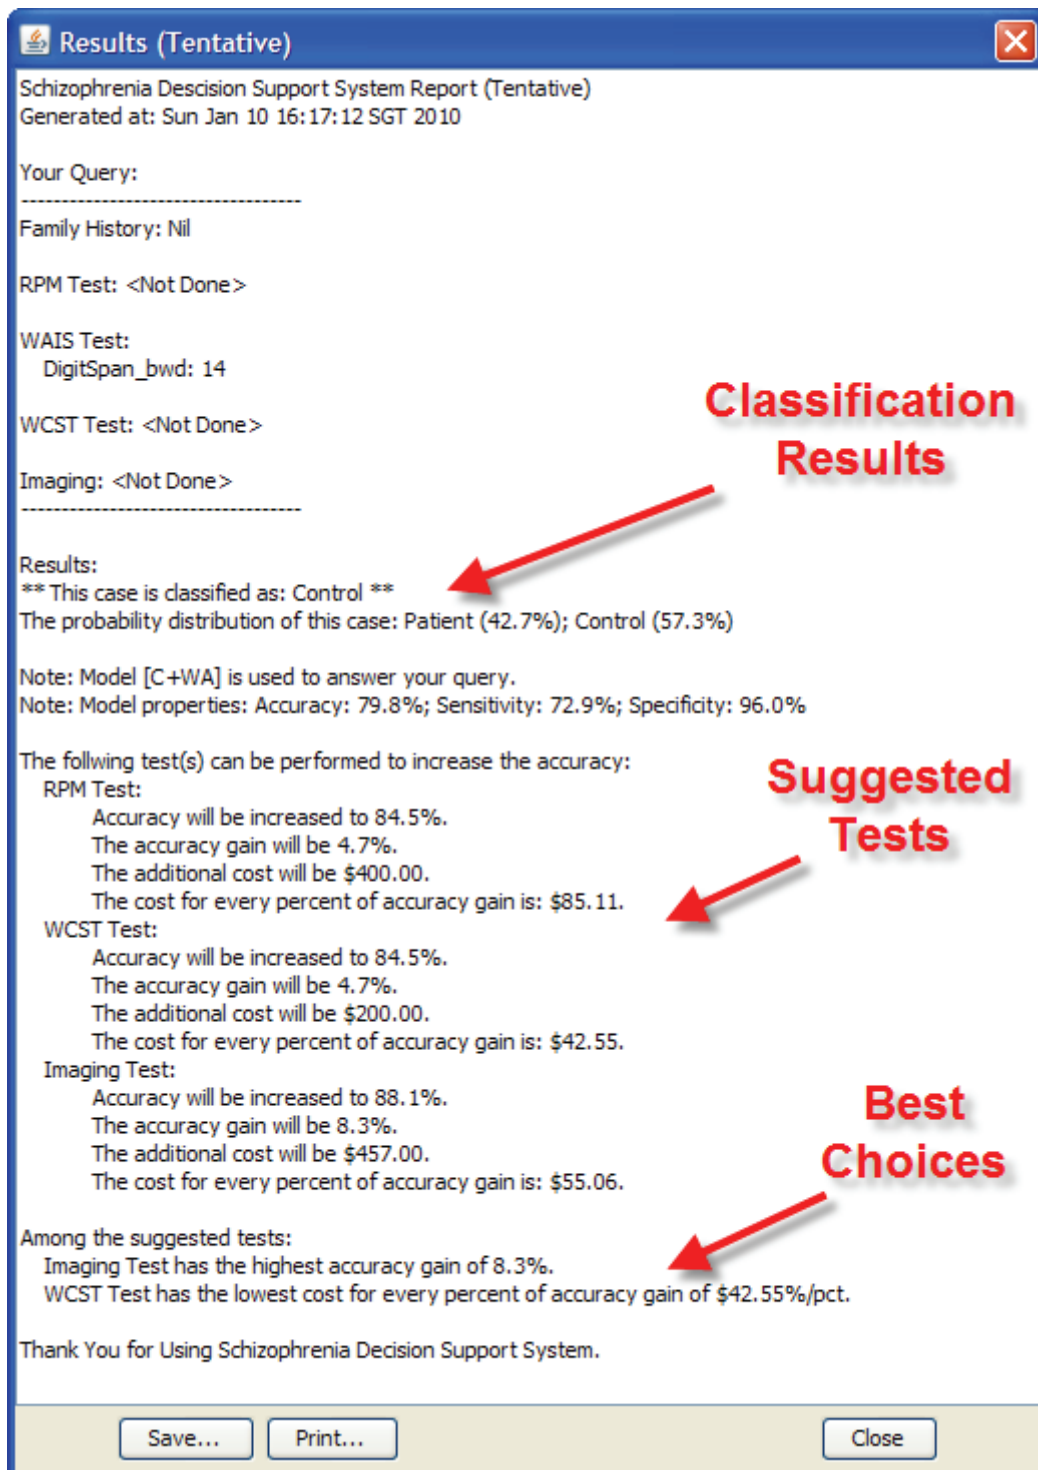 Results (Tentative)
Schizophrenia Descision Support System Report (Tentative)
Generated at: Sun Jan 10 16:17:12 SGT 2010
Your Query:
-----------------------------------
Family History: Nil
RPM Test: <Not Done>
WAIS Test:
DigitSpan_bwd: 14
WCST Test: <Not Done>
Imaging: <Not Done>
-----------------------------------
Classification
Results
Results:
** This case is classified as: Control **
The probability distribution of this case: Patient (42.7%); Control (57.3%)
Note: Model [C+WA] is used to answer your query.
Note: Model properties: Accuracy: 79.8%; Sensitivity: 72.9%; Specificity: 96.0%
The follwing test(s) can be performed to increase the accuracy:
RPM Test:
Accuracy will be increased to 84.5%.
The accuracy gain will be 4.7%.
The additional cost will be $400.00.
The cost for every percent of accuracy gain is: $85.11.
Suggested
Tests
WCST Test:
Accuracy will be increased to 84.5%.
The accuracy gain will be 4.7%.
The additional cost will be $200.00.
The cost for every percent of accuracy gain is: $42.55.
Imaging Test:
Accuracy will be increased to 88.1%.
The accuracy gain will be 8.3%.
The additional cost will be $457.00.
The cost for every percent of accuracy gain is: $55.06.
Best
Choices
Among the suggested tests:
Imaging Test has the highest accuracy gain of 8.3%.
WCST Test has the lowest cost for every percent of accuracy gain of $42.55%/pct.
Thank You for Using Schizophrenia Decision Support System.
Save...
Print...
Close